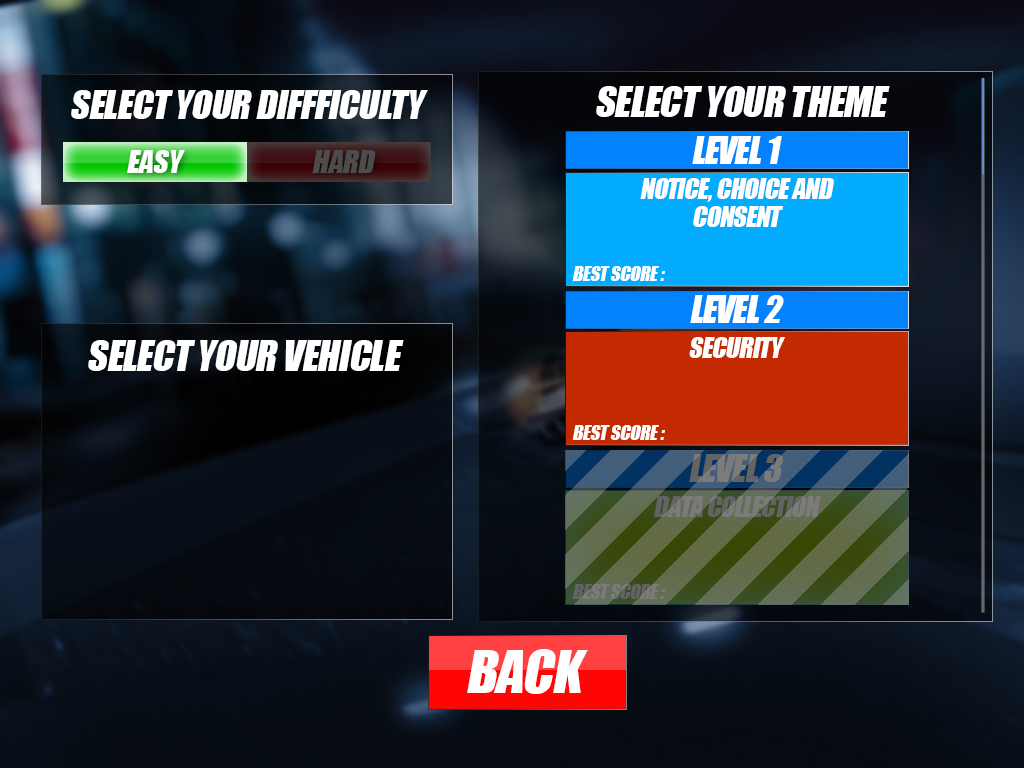 SELECT YOUR DIFFFICULTY
EASY
HARD
SELECT YOUR VEHICLE
SELECT YOUR THEME
LEVEL 1
NOTICE, CHOICE AND
CONSENT
BEST SCORE :
LEVEL 2
SECURITY
BEST SCORE :
LEVEL 3
DATA COLLECTION
BEST SCORE :
BACK